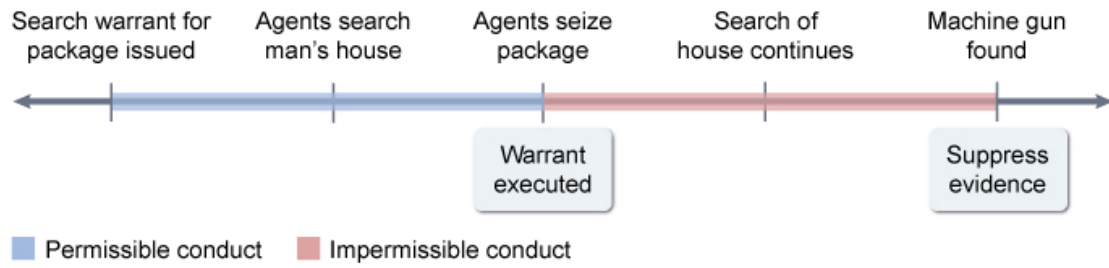 Search warrant for
package issued
Agents search
man's house
Agents seize
package
Search of
house continues
Machine gun
found
Warrant
executed
Suppress
evidence
Permissible conduct
Impermissible conduct